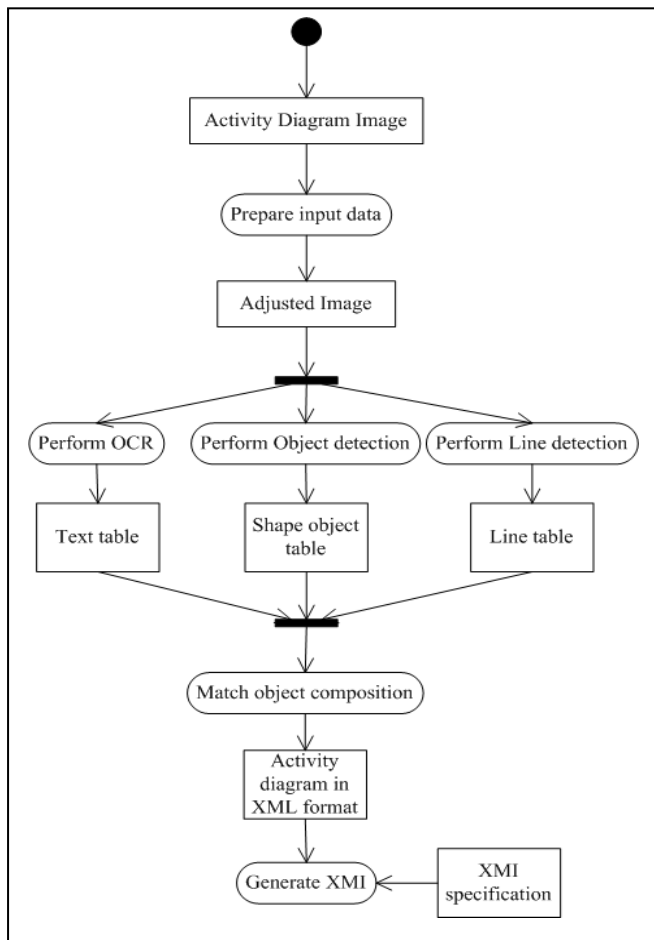 Activity Diagram Image
Prepare input data
Adjusted Image
Perform OCR
Perform Object detection
Perform Line detection
Text table
Shape object
table
Line table
Match object composition
Activity
diagram in
XML format
Generate XMI
XMI
specification